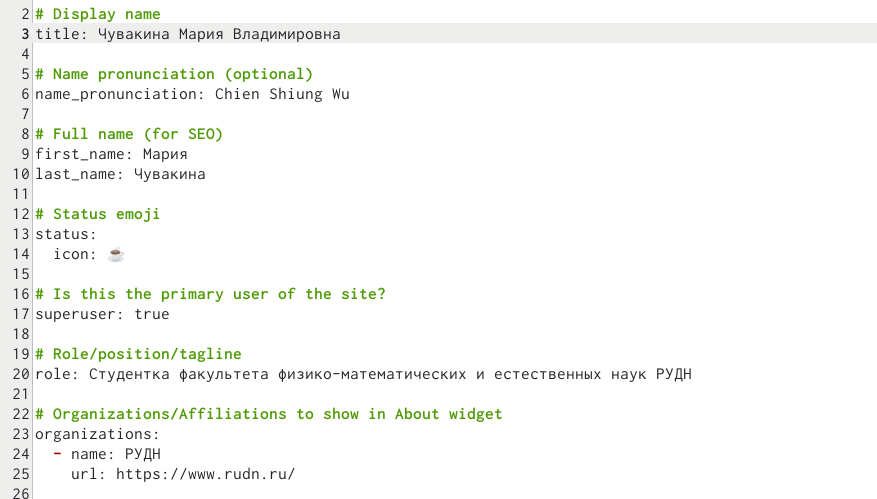 2 # Display name
3 title: Чувакина Мария Владимировна
4
5 # Name pronunciation (optional)
6 name_pronunciation: Chien Shiung Wu
7
8 # Full name (for SEO)
9 first_name: Мария
10 last_name: Чувакина
11
12 # Status emoji
13 status:
14   icon: ☕
15
16 # Is this the primary user of the site?
17 superuser: true
18
19 # Role/position/tagline
20 role: Студентка факультета физико-математических и естественных наук РУДН
21
22 # Organizations/Affiliations to show in About widget
23 organizations:
24   - name: РУДН
25     url: https://www.rudn.ru/
26